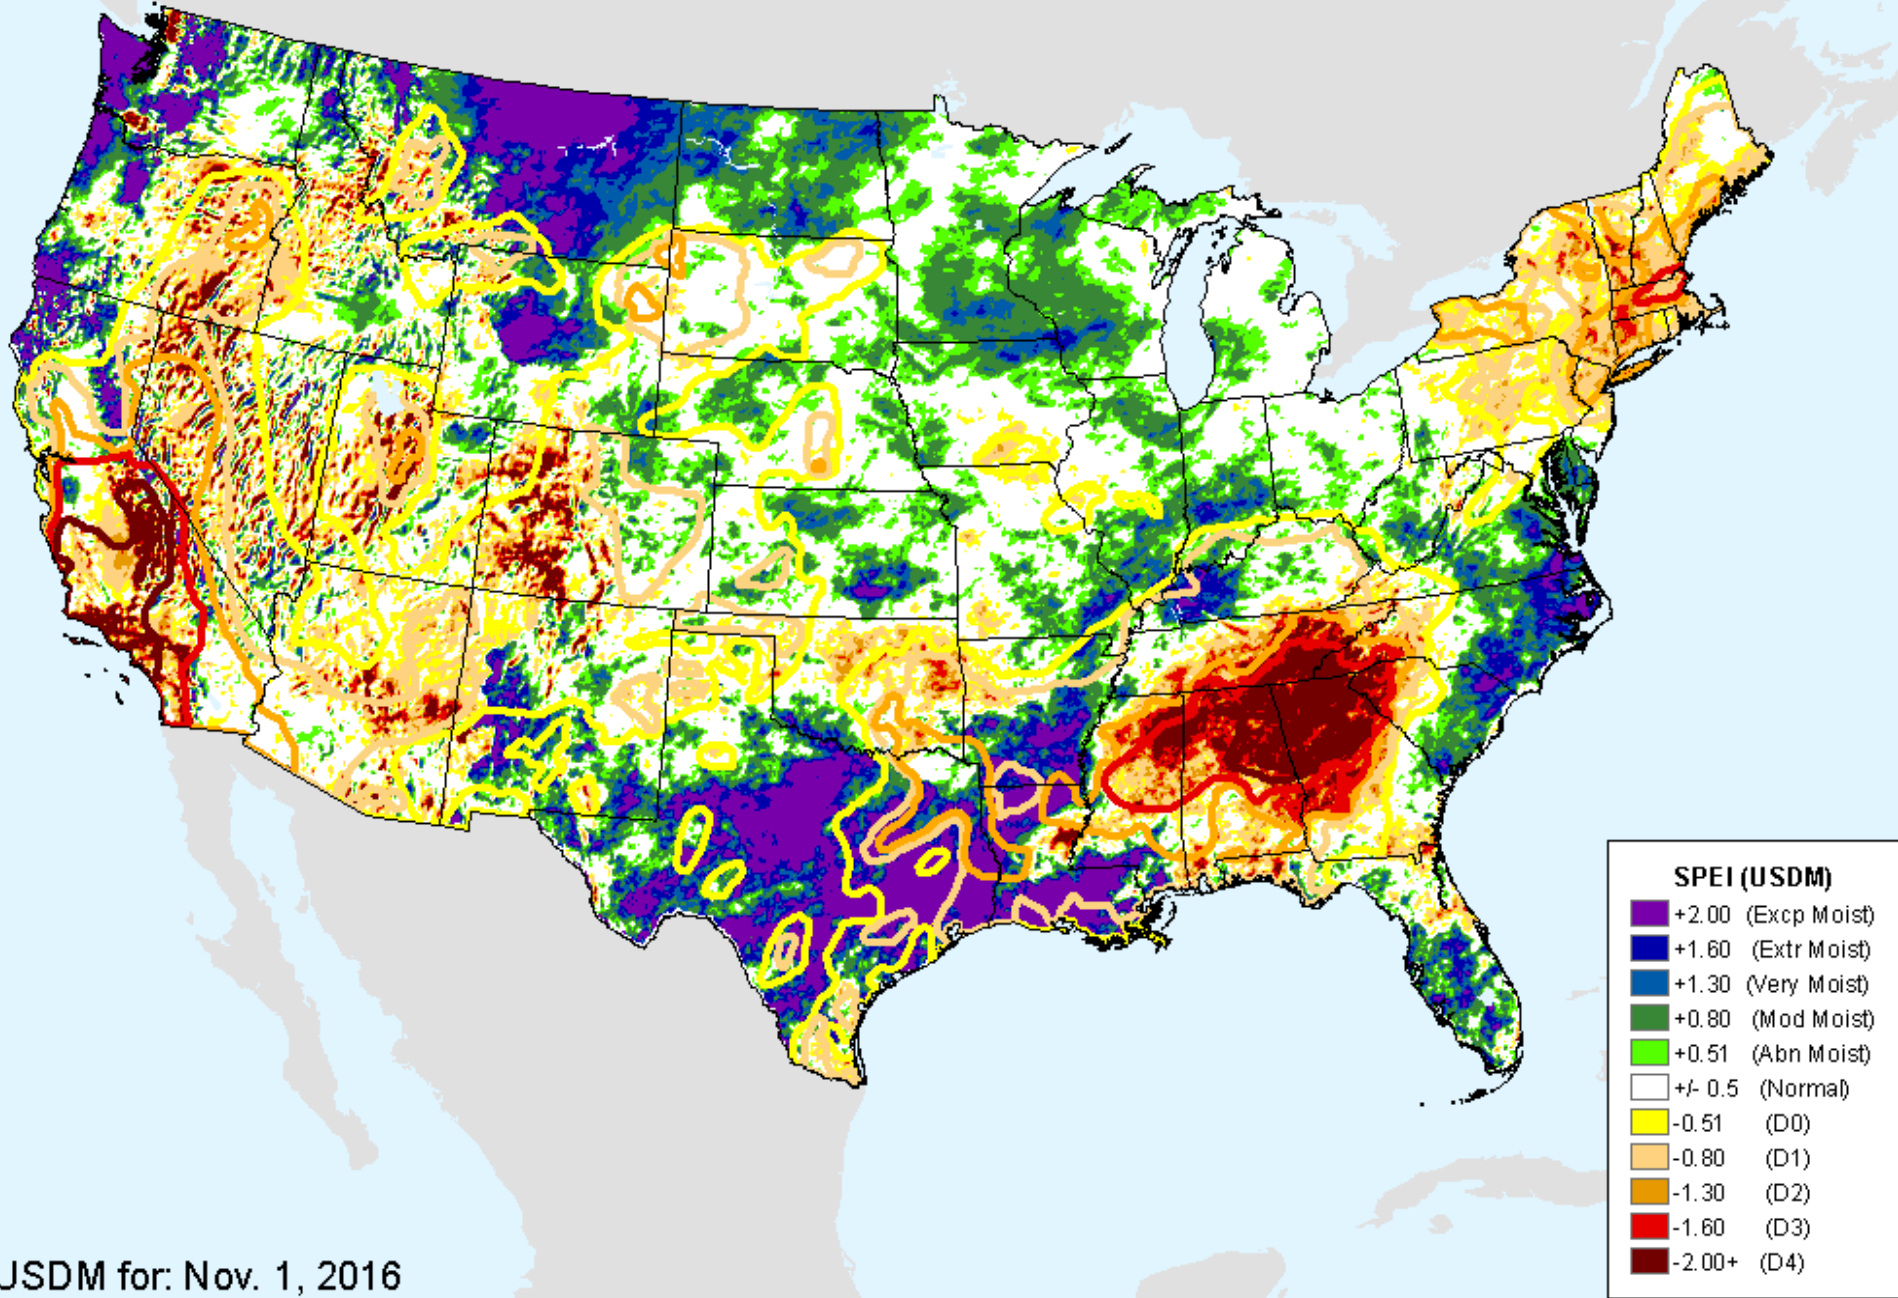 SPEI (USDM)
+2.00 (Excp Moist)
+1.60 (Extr Moist)
+1.30 (Very Moist)
+0.80 (Mod Moist)
+0.51 (Abn Moist)
+/- 0.5 (Normal)
-0.51 (D0)
-0.80 (D1)
-1.30 (D2)
-1.60 (D3)
-2.00+ (D4)
USDM for: Nov. 1, 2016